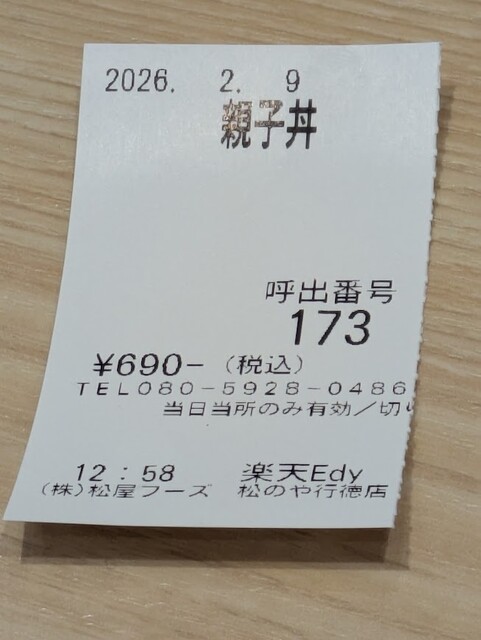 2026. 2. 9
親子丼
呼出番号
173
¥690-（税込）
TEL080-5928-0486
当日当所のみ有効／切
12：58 楽天Edy
（株）松屋フーズ 松のや行徳店